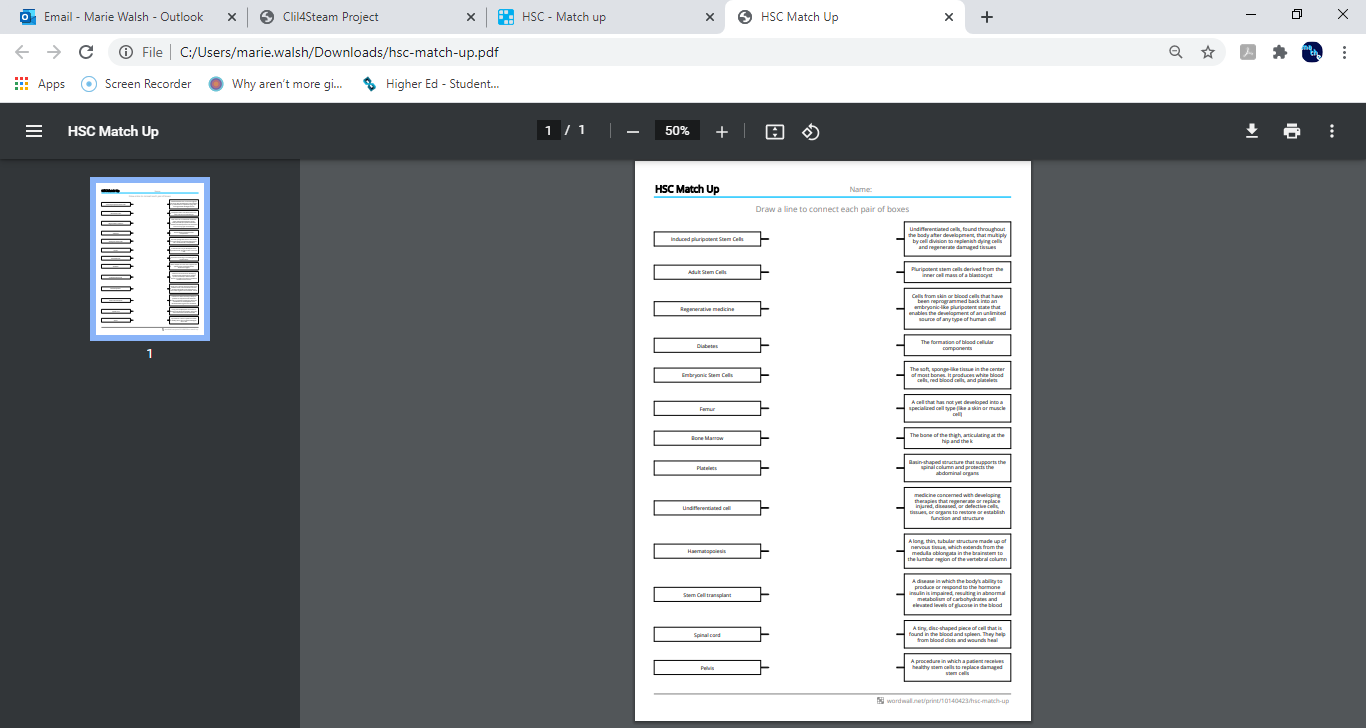 Email - Marie Walsh - Outlook
Clil4Steam Project
HSC - Match up
HSC Match Up
File
C:/Users/marie.walsh/Downloads/hsc-match-up.pdf
Apps
Screen Recorder
Why aren't more gi...
Higher Ed - Student...
HSC Match Up
1 / 1
50%
1
HSC Match Up
Name:
Draw a line to connect each pair of boxes
Induced pluripotent Stem Cells
Undifferentiated cells, found throughout
the body after development, that multiply
by cell division to replenish dying cells
and regenerate damaged tissues
Adult Stem Cells
Pluripotent stem cells derived from the
inner cell mass of a blastocyst
Regenerative medicine
Cells from skin or blood cells that have
been reprogrammed back into an
embryonic-like pluripotent state that
enables the development of an unlimited
source of any type of human cell
Diabetes
The formation of blood cellular
components
Embryonic Stem Cells
The soft, sponge-like tissue in the center
of most bones. It produces white blood
cells, red blood cells, and platelets
Femur
A cell that has not yet developed into a
specialized cell type (like a skin or muscle
cell)
Bone Marrow
The bone of the thigh, articulating at the
hip and the k
Platelets
Basin-shaped structure that supports the
spinal column and protects the
abdominal organs
Undifferentiated cell
medicine concerned with developing
therapies that regenerate or replace
injured, diseased, or defective cells,
tissues, or organs to restore or establish
function and structure
Haematopoiesis
A long, thin, tubular structure made up of
nervous tissue, which extends from the
medulla oblongata in the brainstem to
the lumbar region of the vertebral column
Stem Cell transplant
A disease in which the body's ability to
produce or respond to the hormone
insulin is impaired, resulting in abnormal
metabolism of carbohydrates and
elevated levels of glucose in the blood
Spinal cord
A tiny, disc-shaped piece of cell that is
found in the blood and spleen. They help
from blood clots and wounds heal
Pelvis
A procedure in which a patient receives
healthy stem cells to replace damaged
stem cells
wordwall.net/print/10140423/hsc-match-up